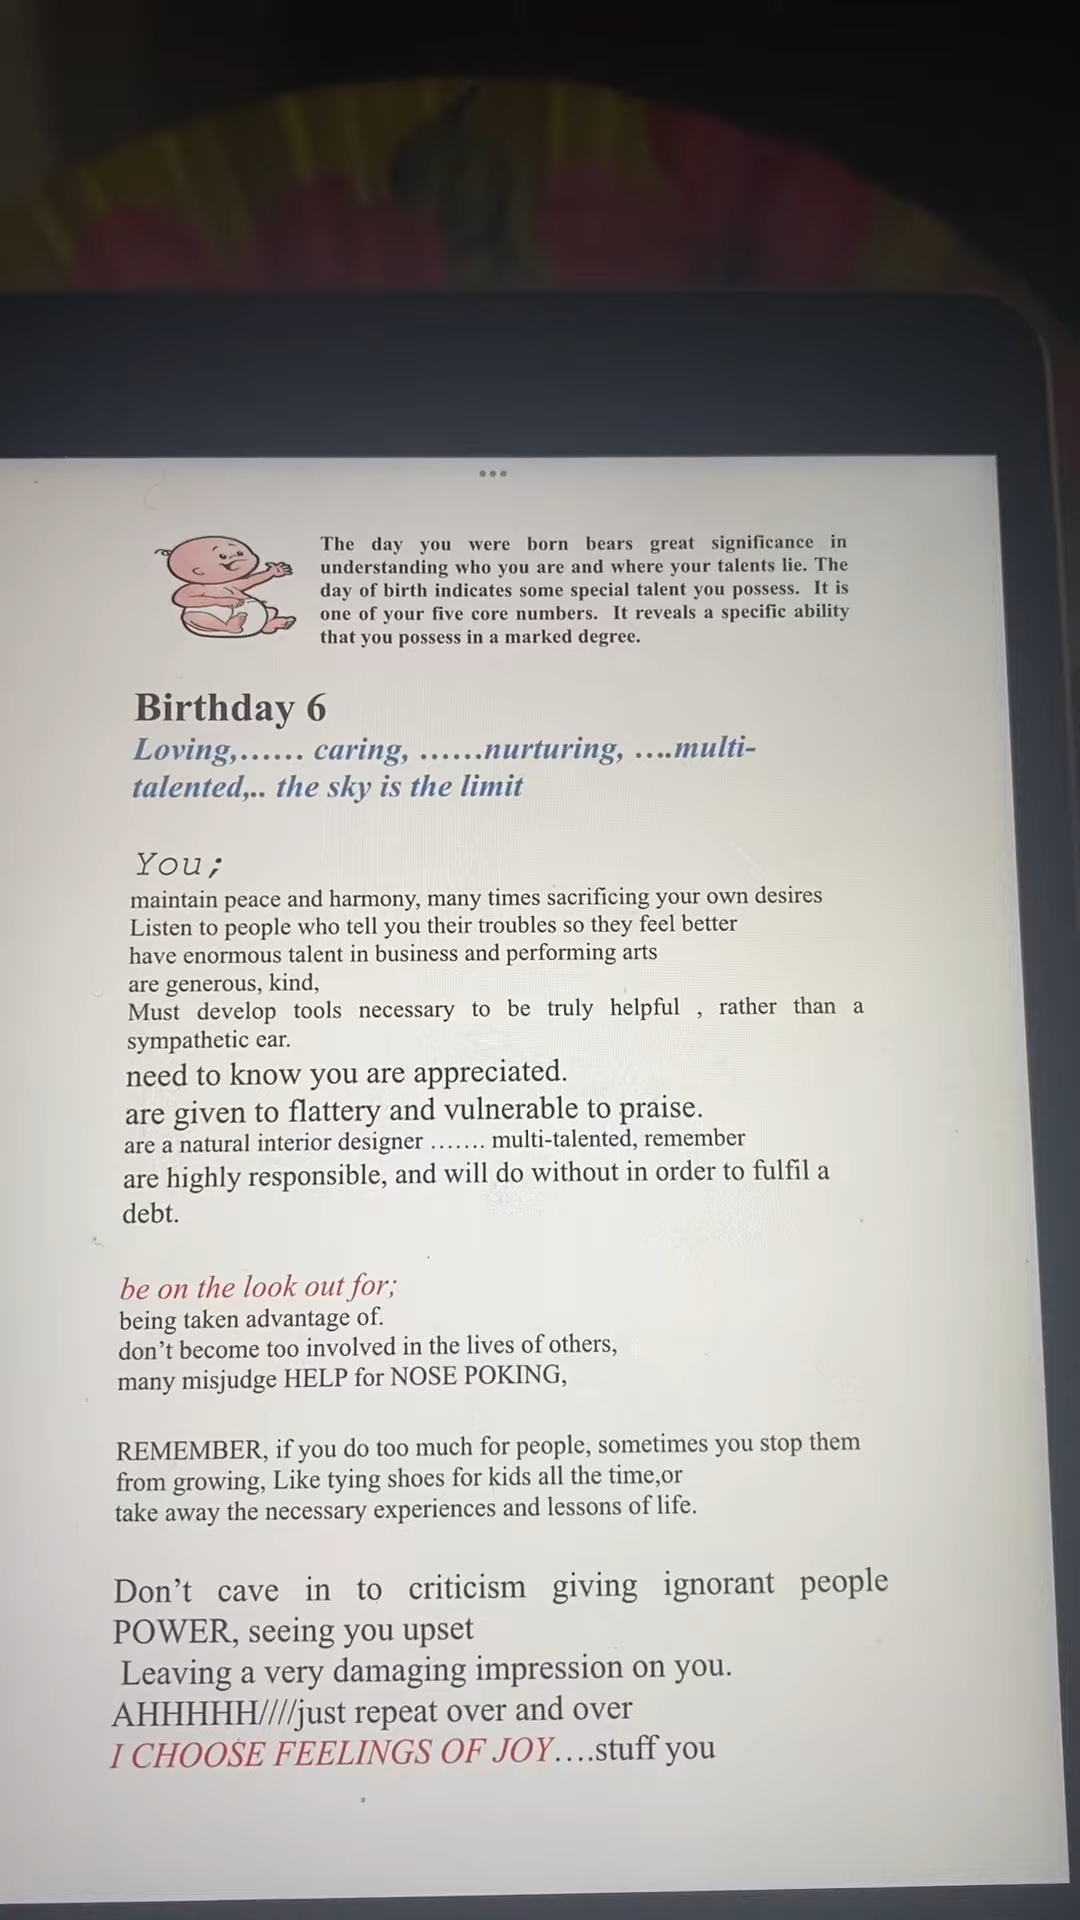 The day you were born bears great significance in
understanding who you are and where your talents lie. The
day of birth indicates some special talent you possess. It is
one of your five core numbers. It reveals a specific ability
that you possess in a marked degree.
Birthday 6
Loving,...... caring, ......nurturing, ....multi-
talented,.. the sky is the limit
You;
maintain peace and harmony, many times sacrificing your own desires
Listen to people who tell you their troubles so they feel better
have enormous talent in business and performing arts
are generous, kind,
Must develop tools necessary to be truly helpful , rather than a
sympathetic ear.
need to know you are appreciated.
are given to flattery and vulnerable to praise.
are a natural interior designer ....... multi-talented, remember
are highly responsible, and will do without in order to fulfil a
debt.
be on the look out for;
being taken advantage of.
don’t become too involved in the lives of others,
many misjudge HELP for NOSE POKING,
REMEMBER, if you do too much for people, sometimes you stop them
from growing, Like tying shoes for kids all the time,or
take away the necessary experiences and lessons of life.
Don’t cave in to criticism giving ignorant people
POWER, seeing you upset
Leaving a very damaging impression on you.
AHHHHH////just repeat over and over
I CHOOSE FEELINGS OF JOY....stuff you